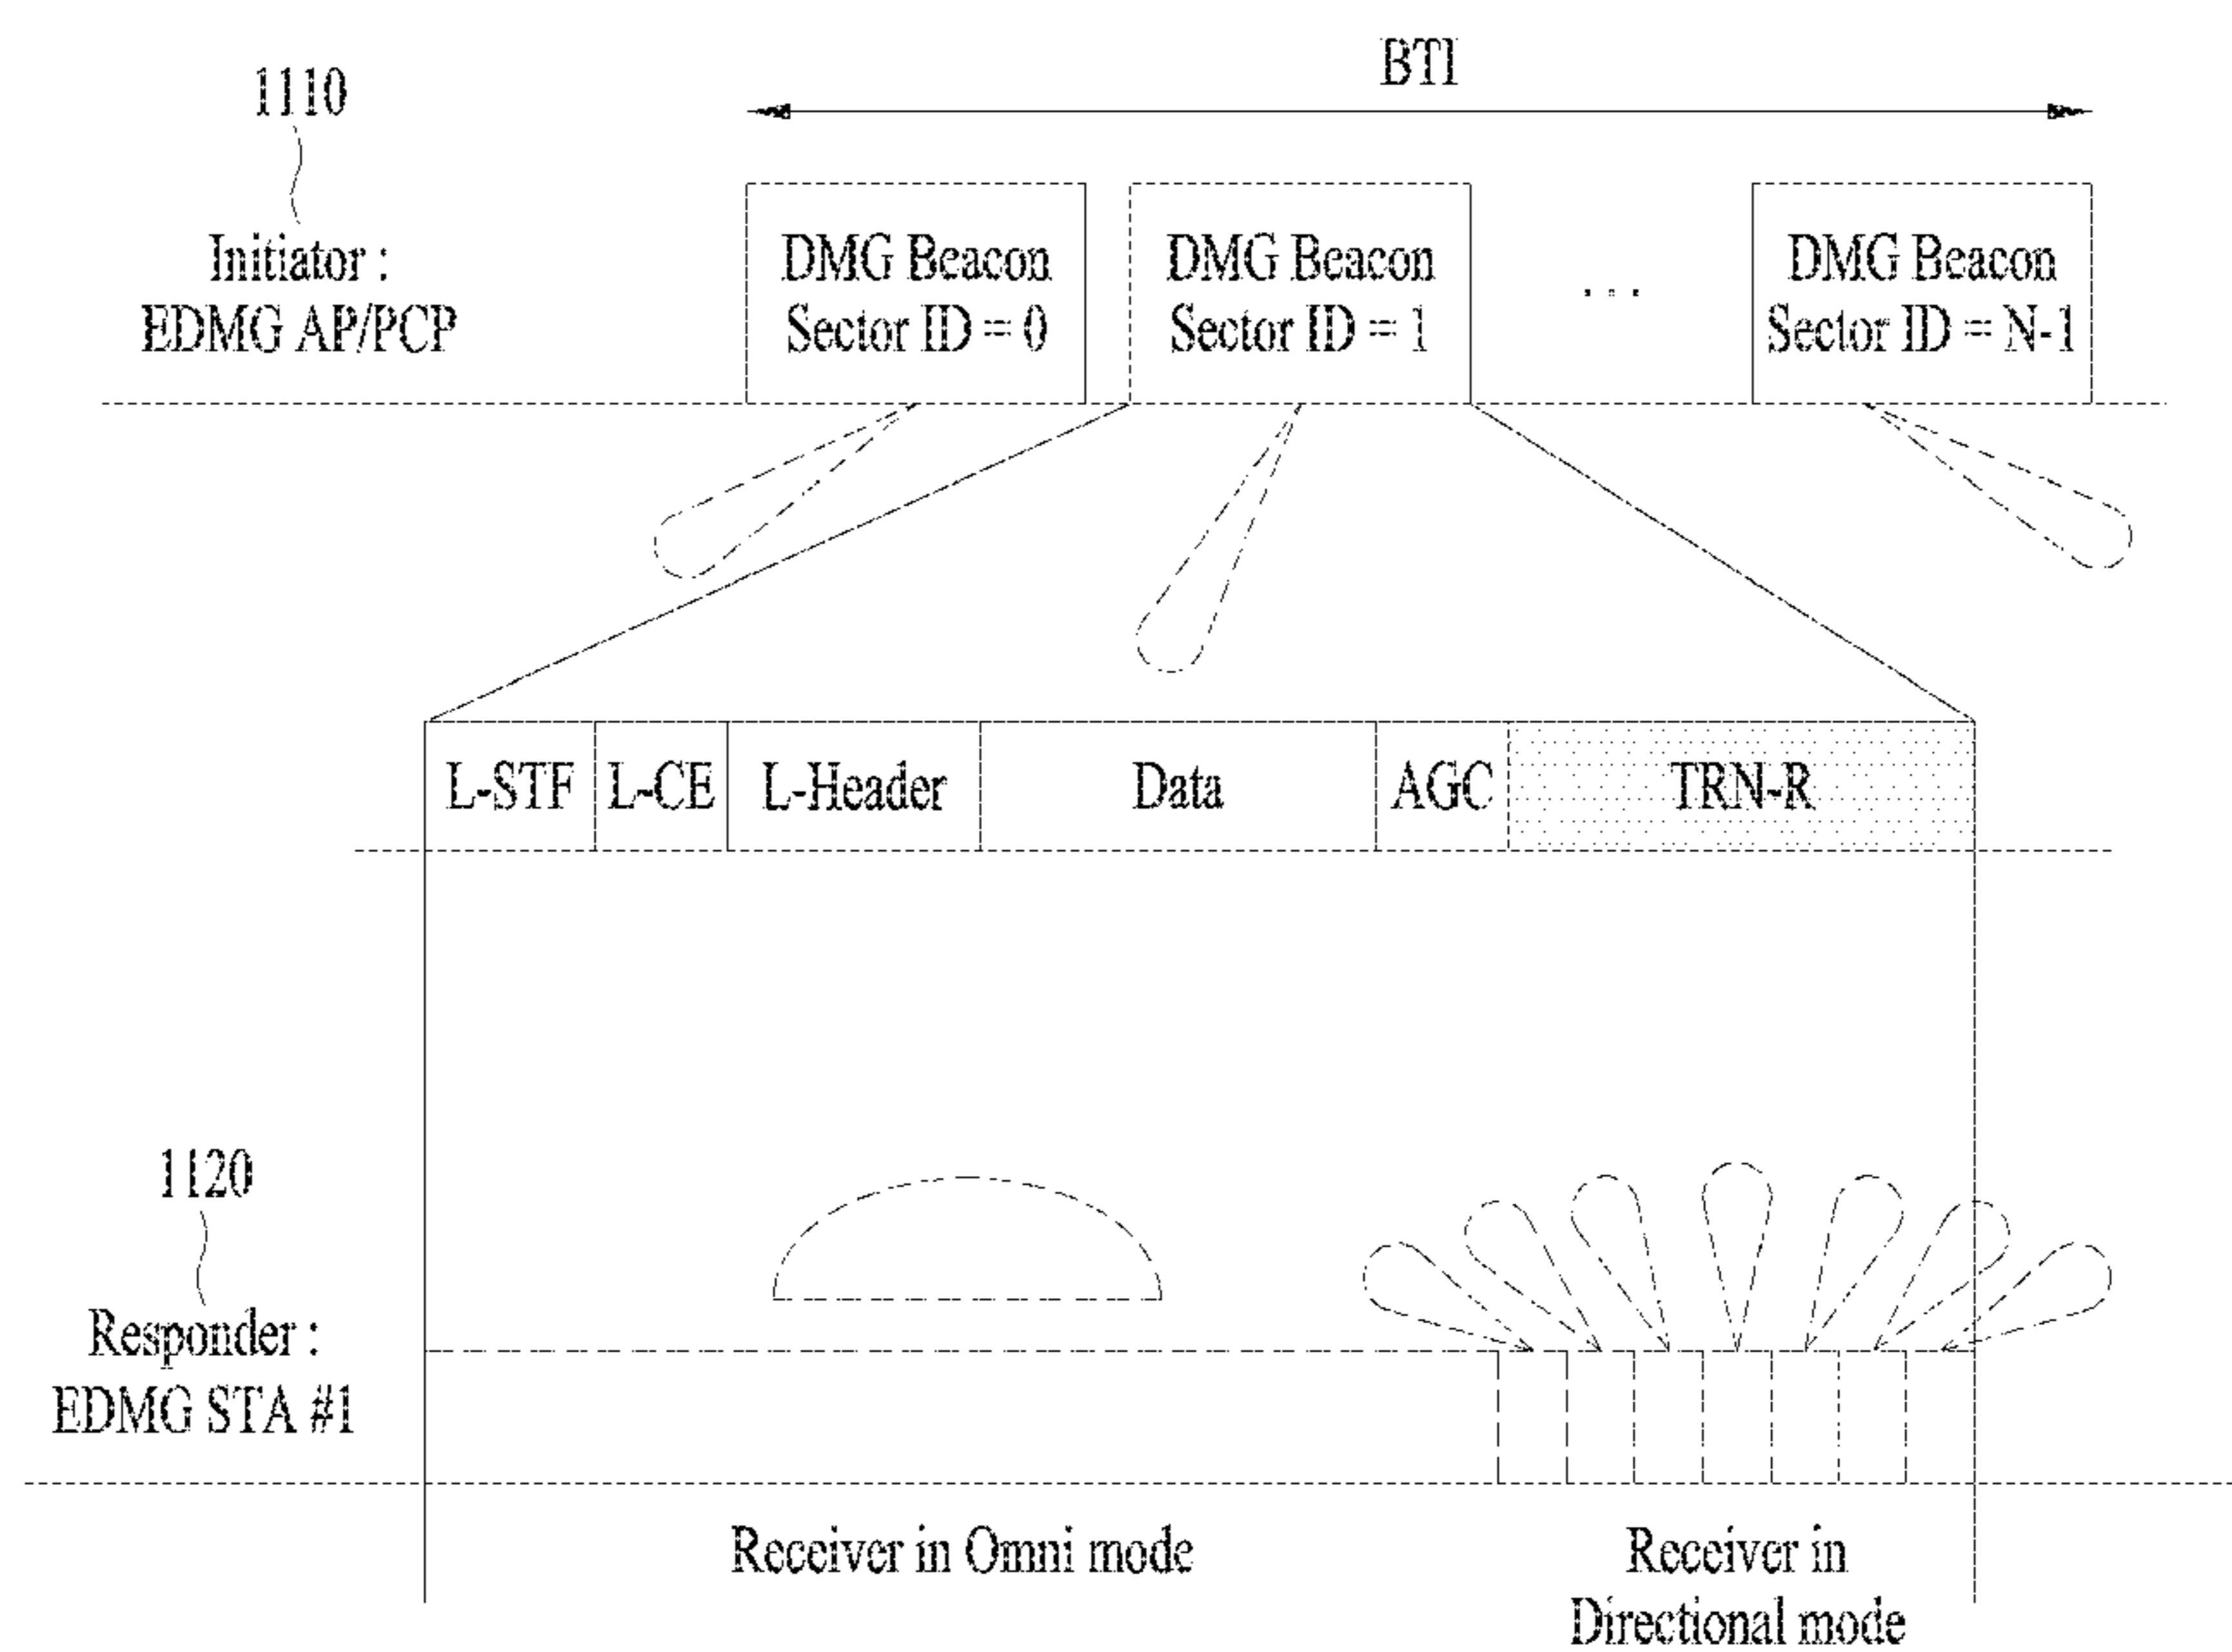 BTI
1110
Initiator :
EDMG AP/PCP
DMG Beacon
Sector ID = 0
DMG Beacon
Sector ID = 1
...
DMG Beacon
Sector ID = N-1
L-STF
L-CE
L-Header
Data
AGC
TRN-R
1120
Responder :
EDMG STA #1
Receiver in Omni mode
Receiver in
Directional mode